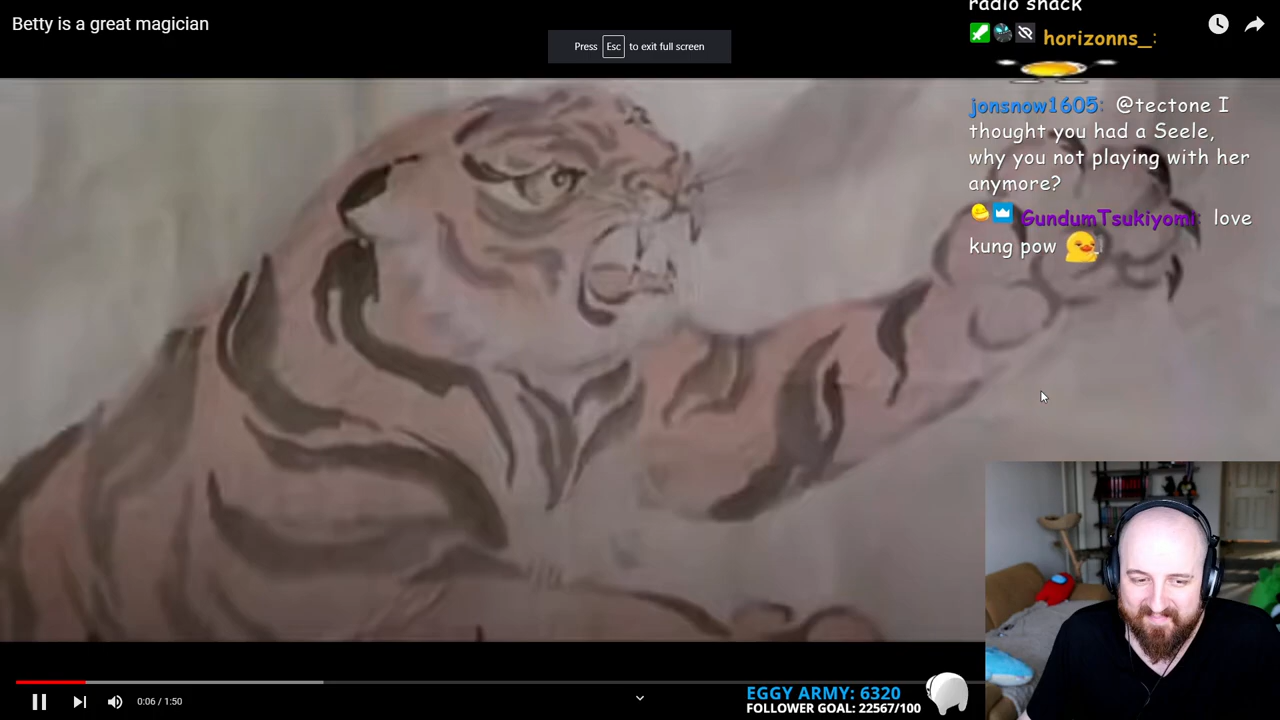 Betty is a great magician
Press Esc to exit full screen
radio shack
horizonns_:
jonsnow1605: @tectone I
thought you had a Seele,
why you not playing with her
anymore?
GundumTsukiyomi: love
kung pow
0:06 / 1:50
EGGY ARMY: 6320
FOLLOWER GOAL: 22567/100